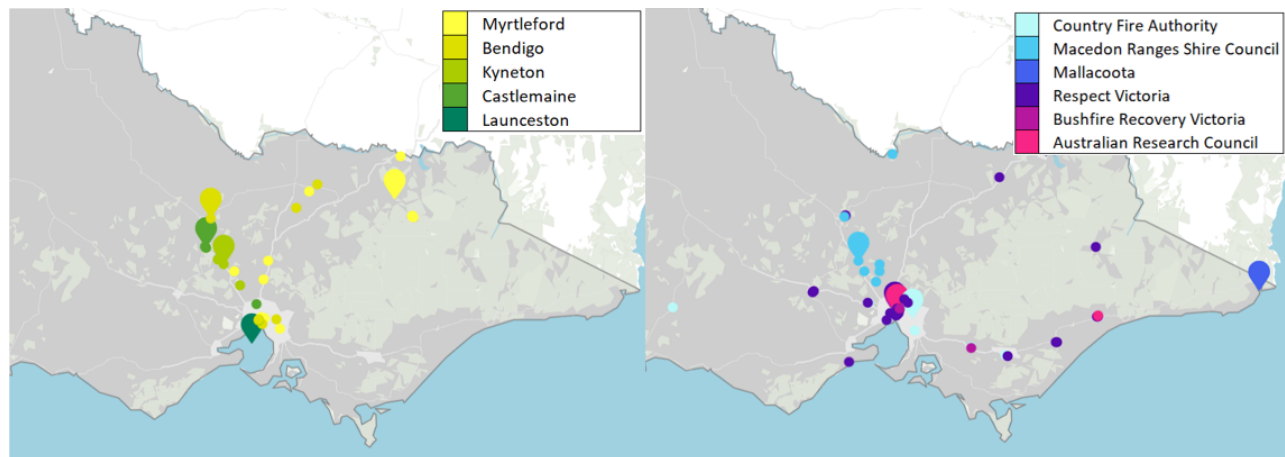 Myrtleford
Bendigo
Kyneton
Castlemaine
Launceston
Country Fire Authority
Macedon Ranges Shire Council
Mallacoota
Respect Victoria
Bushfire Recovery Victoria
Australian Research Council